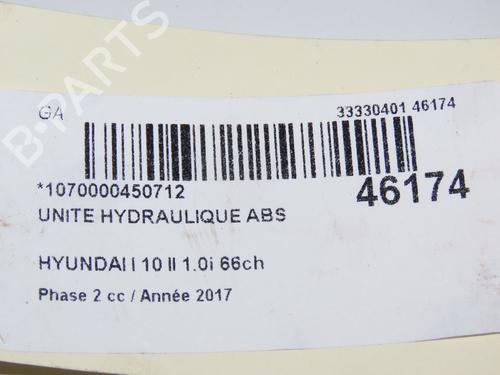 GA
33330401 46174
*1070000450712
46174
UNITE HYDRAULIQUE ABS
HYUNDAI I 10 II 1.0i 66ch
Phase 2 cc / Année 2017
B-PARTS